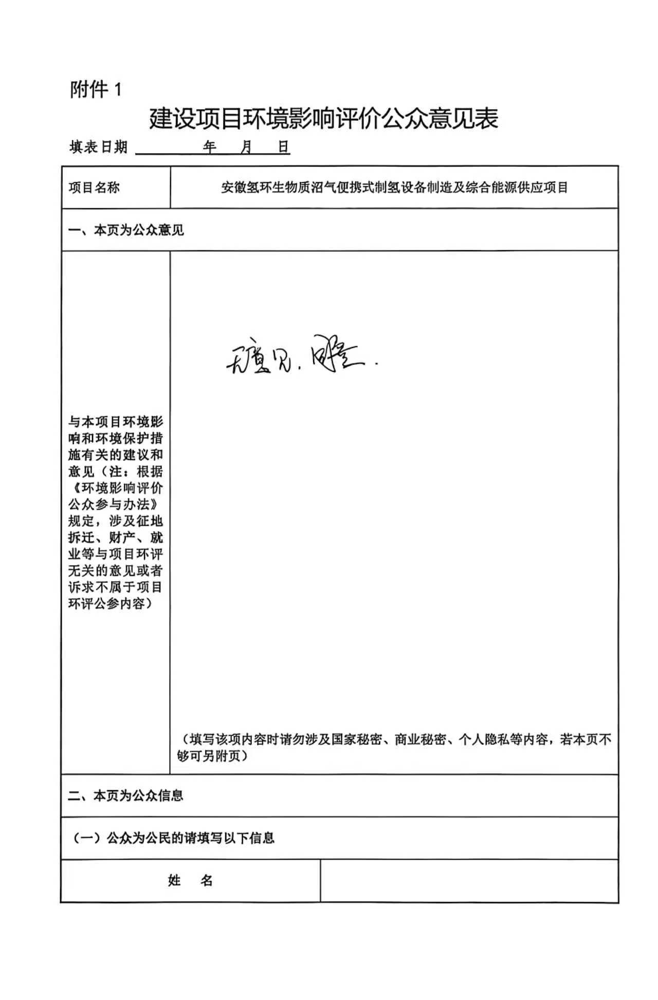 附件 1
建设项目环境影响评价公众意见表
填表日期 年 月 日
项目名称 安徽氢环生物质沼气便携式制氢设备制造及综合能源供应项目
一、本页为公众意见
与本项目环境影
响和环境保护措
施有关的建议和
意见（注：根据
《环境影响评价
公众参与办法》
规定，涉及征地
拆迁、财产、就
业等与项目环评
无关的意见或者
诉求不属于项目
环评公参内容）
无意见，同意.
（填写该项内容时请勿涉及国家秘密、商业秘密、个人隐私等内容，若本页不
够可另附页）
二、本页为公众信息
（一）公众为公民的请填写以下信息
姓 名